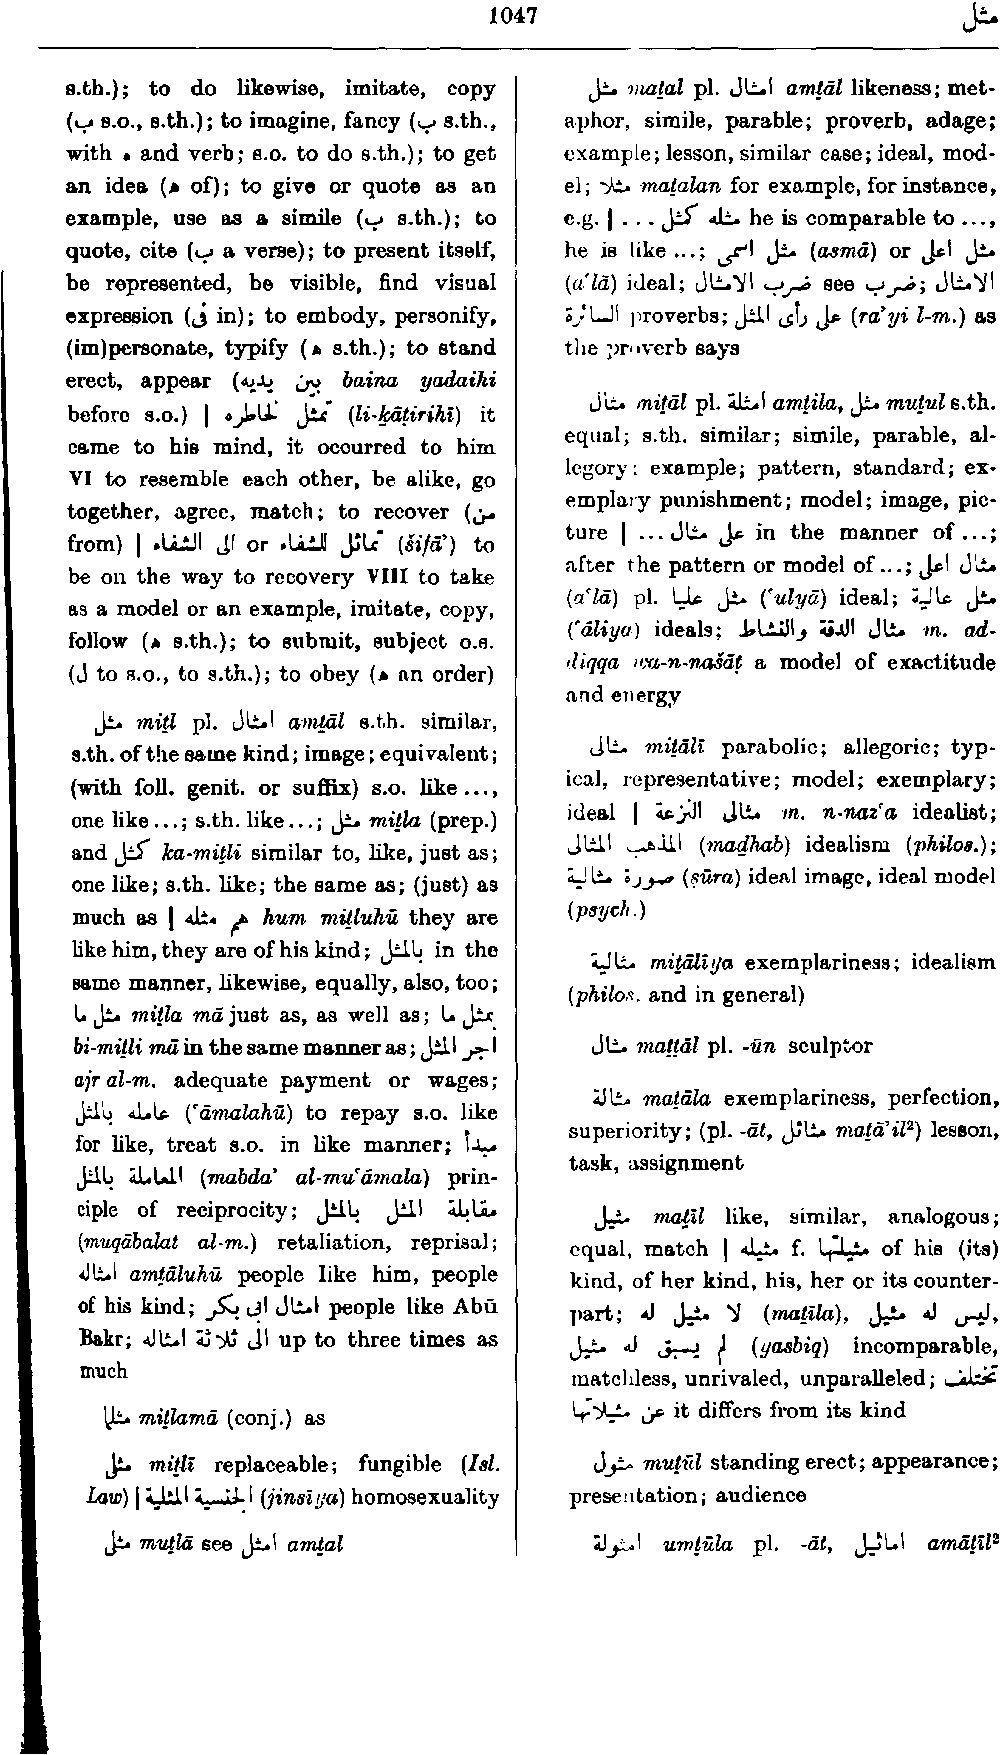 1047
مثل
s.th.); to do likewise, imitate, copy
(ب s.o., s.th.); to imagine, fancy (ب s.th.,
with ه and verb; s.o. to do s.th.); to get
an idea (ه of); to give or quote as an
example, use as a simile (ب s.th.); to
quote, cite (ب a verse); to present itself,
be represented, be visible, find visual
expression (فى in); to embody, personify,
(im)personate, typify (ه s.th.); to stand
erect, appear (بين يديه baina yadaihi
before s.o.) | تمثل لخاطره (li-ḵāṭirihī) it
came to his mind, it occurred to him
VI to resemble each other, be alike, go
together, agree, match; to recover (من
from) | تماثل للشفاء or الى الشفاء (šifā’) to
be on the way to recovery VIII to take
as a model or an example, imitate, copy,
follow (ه s.th.); to submit, subject o.s.
(ل to s.o., to s.th.); to obey (ه an order)
مثل miṯl pl. امثال amṯāl s.th. similar,
s.th. of the same kind; image; equivalent;
(with foll. genit. or suffix) s.o. like ...,
one like ...; s.th. like ...; مثل miṯla (prep.)
and كمثل ka-miṯli similar to, like, just as;
one like; s.th. like; the same as; (just) as
much as | هم مثله hum miṯluhū they are
like him, they are of his kind; بالمثل in the
same manner, likewise, equally, also, too;
مثل ما miṯla mā just as, as well as; بمثل ما
bi-miṯli mā in the same manner as; اجر المثل
ajr al-m. adequate payment or wages;
عامله بالمثل (‘āmalahū) to repay s.o. like
for like, treat s.o. in like manner; مبدأ
المعاملة بالمثل (mabda’ al-mu‘āmala) prin-
ciple of reciprocity; مقابلة المثل بالمثل
(muqābalat al-m.) retaliation, reprisal;
امثاله amṯāluhū people like him, people
of his kind; امثال ابى بكر people like Abū
Bakr; الى ثلاثة امثاله up to three times as
much
مثلما miṯlamā (conj.) as
مثلى miṯlī replaceable; fungible (Isl.
Law) | الجنسية المثلية (jinsīya) homosexuality
مثلى muṯlā see امثل amṯal
مثل maṯal pl. امثال amṯāl likeness; met-
aphor, simile, parable; proverb, adage;
example; lesson, similar case; ideal, mod-
el; مثلا maṯalan for example, for instance,
e.g. | ... مثله كمثل he is comparable to ...,
he is like ...; مثل اسمى (asmā) or مثل اعلى
(a‘lā) ideal; ضرب الامثال see ضرب; الامثال
السائرة proverbs; على رأى المثل (ra’yi l-m.) as
the proverb says
مثال miṯāl pl. امثلة amṯila, مثل muṯul s.th.
equal; s.th. similar; simile, parable, al-
legory; example; pattern, standard; ex-
emplary punishment; model; image, pic-
ture | ... على مثال in the manner of ...;
after the pattern or model of ...; مثال اعلى
(a‘lā) pl. مثل عليا (‘ulyā) ideal; مثل عالية
(‘āliya) ideals; مثال الدقة والنشاط m. ad-
diqqa wa-n-našāṭ a model of exactitude
and energy
مثالى miṯālī parabolic; allegoric; typ-
ical, representative; model; exemplary;
ideal | مثالى النزعة m. n-naz‘a idealist;
المذهب المثالى (maḏhab) idealism (philos.);
صورة مثالية (ṣūra) ideal image, ideal model
(psych.)
مثالية miṯālīya exemplariness; idealism
(philos. and in general)
مثال maṯṯāl pl. -ūn sculptor
مثالة maṯāla exemplariness, perfection,
superiority; (pl. -āt, مثائل maṯā’il²) lesson,
task, assignment
مثيل maṯīl like, similar, analogous;
equal, match | مثيله f. مثيلتها of his (its)
kind, of her kind, his, her or its counter-
part; لا مثيل له (maṯīla), ليس له مثيل,
لم يسبق له مثيل (yasbiq) incomparable,
matchless, unrivaled, unparalleled; تختلف
عن مثيلاتها it differs from its kind
مثول muṯūl standing erect; appearance;
presentation; audience
امثولة umṯūla pl. -āt, اماثيل amāṯīl²